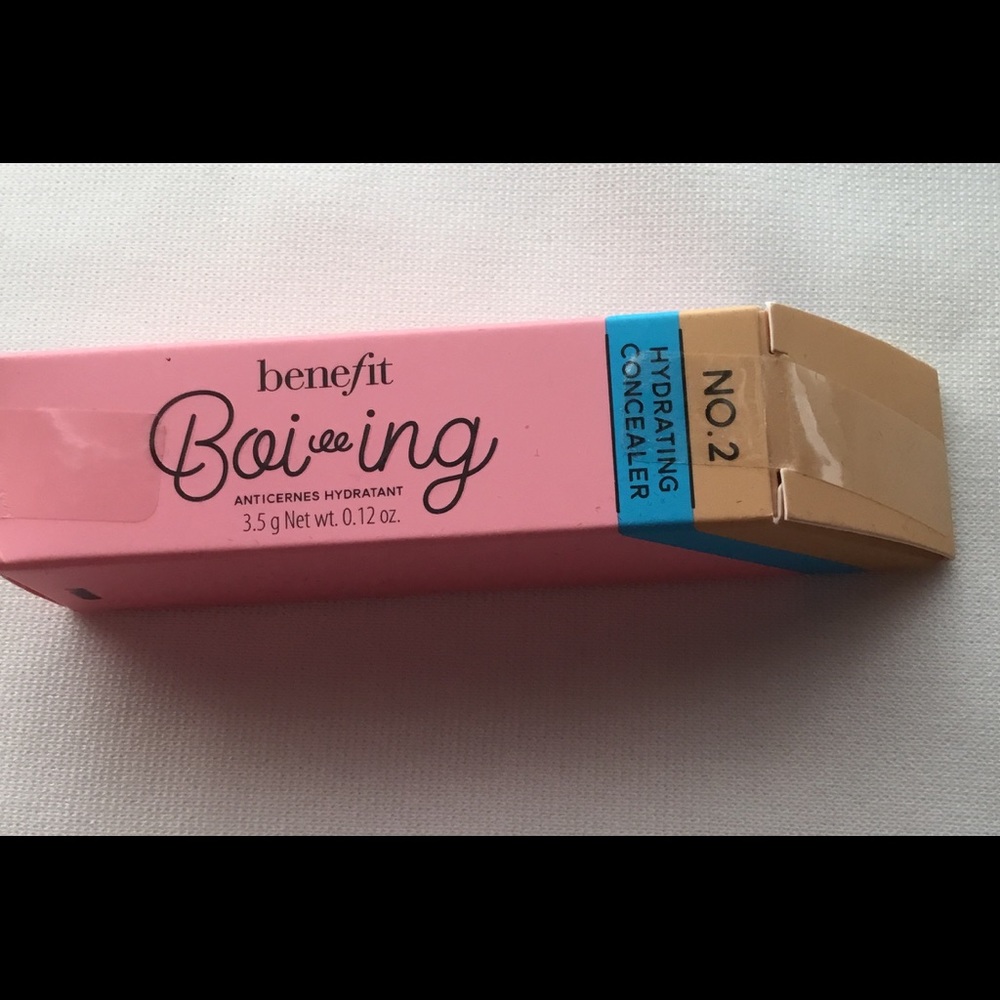 benefit
Boi-ing
ANTICERNES HYDRATANT
3.5 g Net wt. 0.12 oz.
HYDRATING
CONCEALER
NO.2